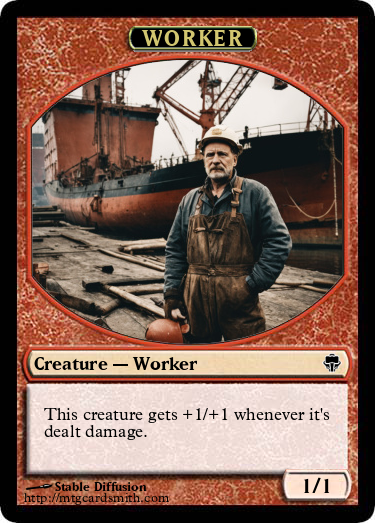 WORKER
Creature — Worker
This creature gets +1/+1 whenever it's
dealt damage.
Stable Diffusion
http://mtgcardsmith.com
1/1